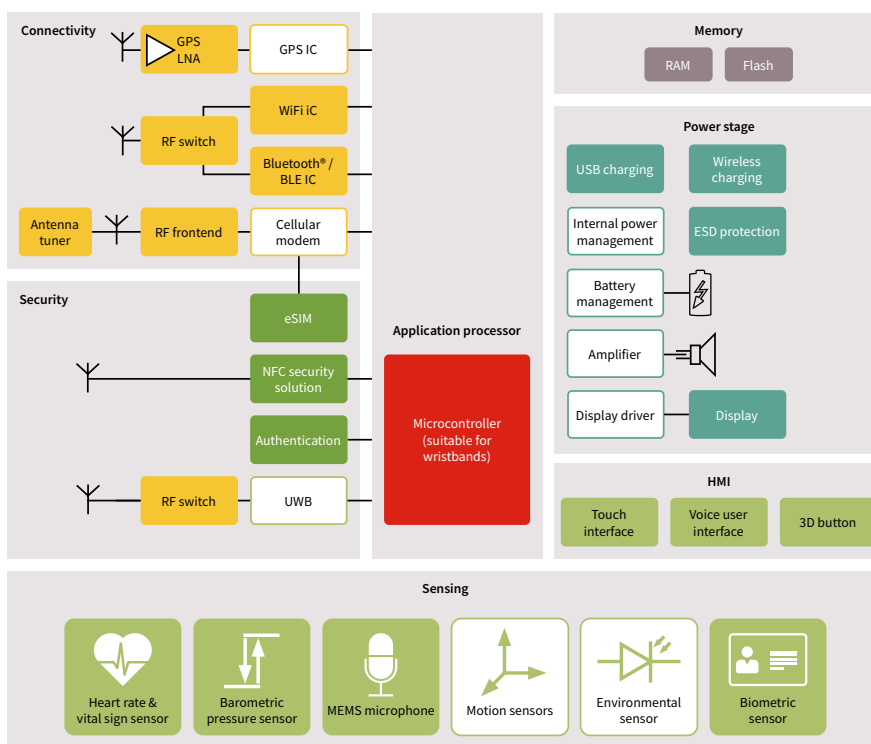 Connectivity
GPS
LNA
GPS IC
WiFi iC
RF switch
Bluetooth® /
BLE IC
Antenna
tuner
RF frontend
Cellular
modem
Security
eSIM
NFC security
solution
Authentication
RF switch
UWB
Application processor
Microcontroller
(suitable for
wristbands)
Memory
RAM
Flash
Power stage
USB charging
Wireless
charging
Internal power
management
ESD protection
Battery
management
Amplifier
Display driver
Display
HMI
Touch
interface
Voice user
interface
3D button
Sensing
Heart rate &
vital sign sensor
Barometric
pressure sensor
MEMS microphone
Motion sensors
Environmental
sensor
Biometric
sensor